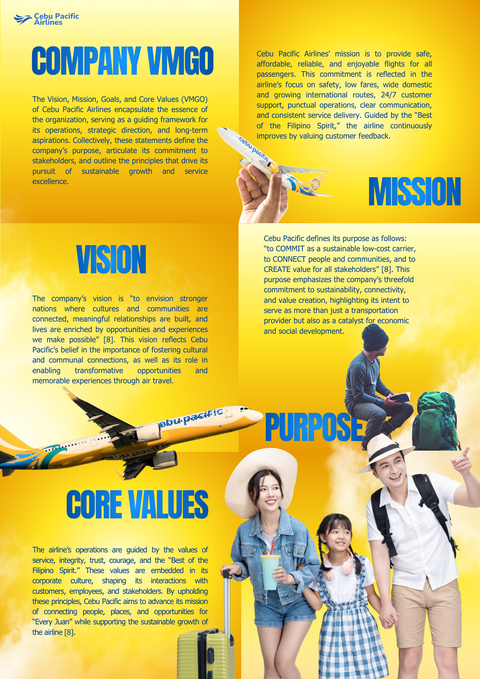 Cebu Pacific
Airlines
COMPANY VMGO
The Vision, Mission, Goals, and Core Values (VMGO)
of Cebu Pacific Airlines encapsulate the essence of
the organization, serving as a guiding framework for
its operations, strategic direction, and long-term
aspirations. Collectively, these statements define the
company's purpose, articulate its commitment to
stakeholders, and outline the principles that drive its
pursuit of sustainable growth and service
excellence.
Cebu Pacific Airlines' mission is to provide safe,
affordable, reliable, and enjoyable flights for all
passengers. This commitment is reflected in the
airline's focus on safety, low fares, wide domestic
and growing international routes, 24/7 customer
support, punctual operations, clear communication,
and consistent service delivery. Guided by the "Best
of the Filipino Spirit," the airline continuously
improves by valuing customer feedback.
cebu pacific
MISSION
VISION
The company's vision is "to envision stronger
nations where cultures and communities are
connected, meaningful relationships are built, and
lives are enriched by opportunities and experiences
we make possible" [8]. This vision reflects Cebu
Pacific's belief in the importance of fostering cultural
and communal connections, as well as its role in
enabling transformative opportunities and
memorable experiences through air travel.
Cebu Pacific defines its purpose as follows:
"to COMMIT as a sustainable low-cost carrier,
to CONNECT people and communities, and to
CREATE value for all stakeholders" [8]. This
purpose emphasizes the company's threefold
commitment to sustainability, connectivity,
and value creation, highlighting its intent to
serve as more than just a transportation
provider but also as a catalyst for economic
and social development.
cebu pacific
PURPOSE
CORE VALUES
The airline's operations are guided by the values of
service, integrity, trust, courage, and the "Best of the
Filipino Spirit." These values are embedded in its
corporate culture, shaping its interactions with
customers, employees, and stakeholders. By upholding
these principles, Cebu Pacific aims to advance its mission
of connecting people, places, and opportunities for
"Every Juan" while supporting the sustainable growth of
the airline [8].